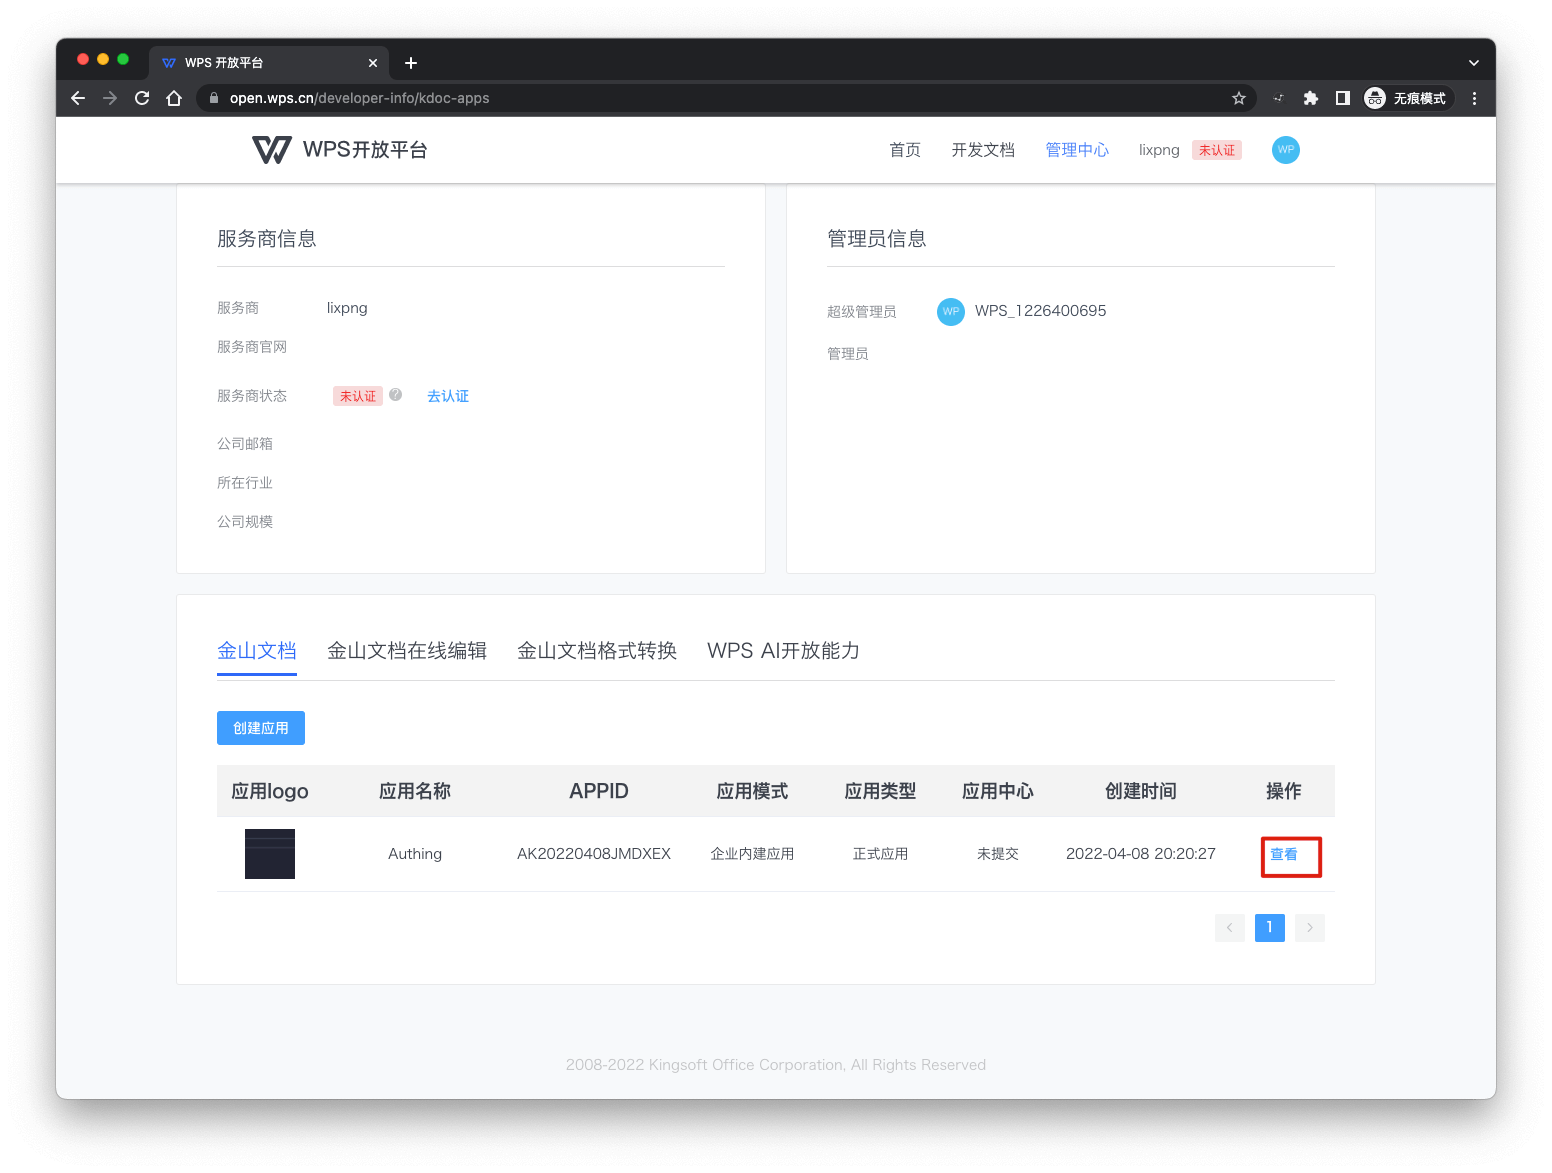 WPS 开放平台
open.wps.cn/developer-info/kdoc-apps
无痕模式
WPS开放平台
首页 开发文档 管理中心 lixpng 未认证 WP
服务商信息
服务商 lixpng
服务商官网
服务商状态 未认证 ? 去认证
公司邮箱
所在行业
公司规模
管理员信息
超级管理员 WP WPS_1226400695
管理员
金山文档 金山文档在线编辑 金山文档格式转换 WPS AI开放能力
创建应用
应用logo 应用名称 APPID 应用模式 应用类型 应用中心 创建时间 操作
Authing AK20220408JMDXEX 企业内建应用 正式应用 未提交 2022-04-08 20:20:27 查看
1
2008-2022 Kingsoft Office Corporation, All Rights Reserved